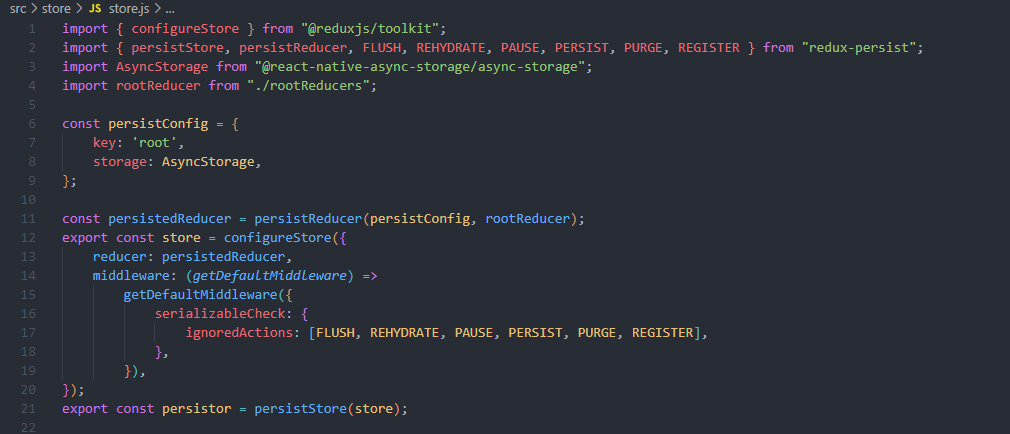 src > store > JS store.js > ...
1 import { configureStore } from "@reduxjs/toolkit";
2 import { persistStore, persistReducer, FLUSH, REHYDRATE, PAUSE, PERSIST, PURGE, REGISTER } from "redux-persist";
3 import AsyncStorage from "@react-native-async-storage/async-storage";
4 import rootReducer from "./rootReducers";
5
6 const persistConfig = {
7     key: 'root',
8     storage: AsyncStorage,
9 };
10
11 const persistedReducer = persistReducer(persistConfig, rootReducer);
12 export const store = configureStore({
13     reducer: persistedReducer,
14     middleware: (getDefaultMiddleware) =>
15         getDefaultMiddleware({
16             serializableCheck: {
17                 ignoredActions: [FLUSH, REHYDRATE, PAUSE, PERSIST, PURGE, REGISTER],
18             },
19         }),
20 });
21 export const persistor = persistStore(store);
22